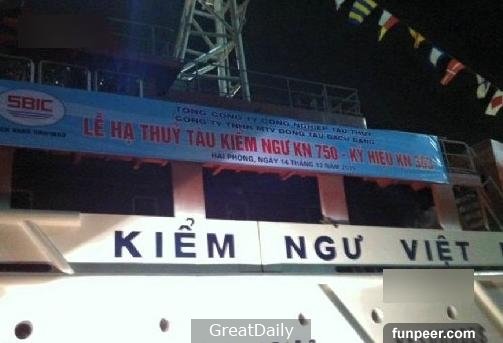 SBIC
TỔNG CÔNG TY CÔNG NGHIỆP TÀU THỦY
CÔNG TY TNHH MTV ĐÓNG TÀU BẠCH ĐẰNG
LỄ HẠ THUỶ TÀU KIỂM NGƯ KN 750 - KÝ HIỆU KN
HẢI PHÒNG, NGÀY 14 THÁNG 12 NĂM
KIỂM NGƯ VIỆT
GreatDaily
funpeer.com